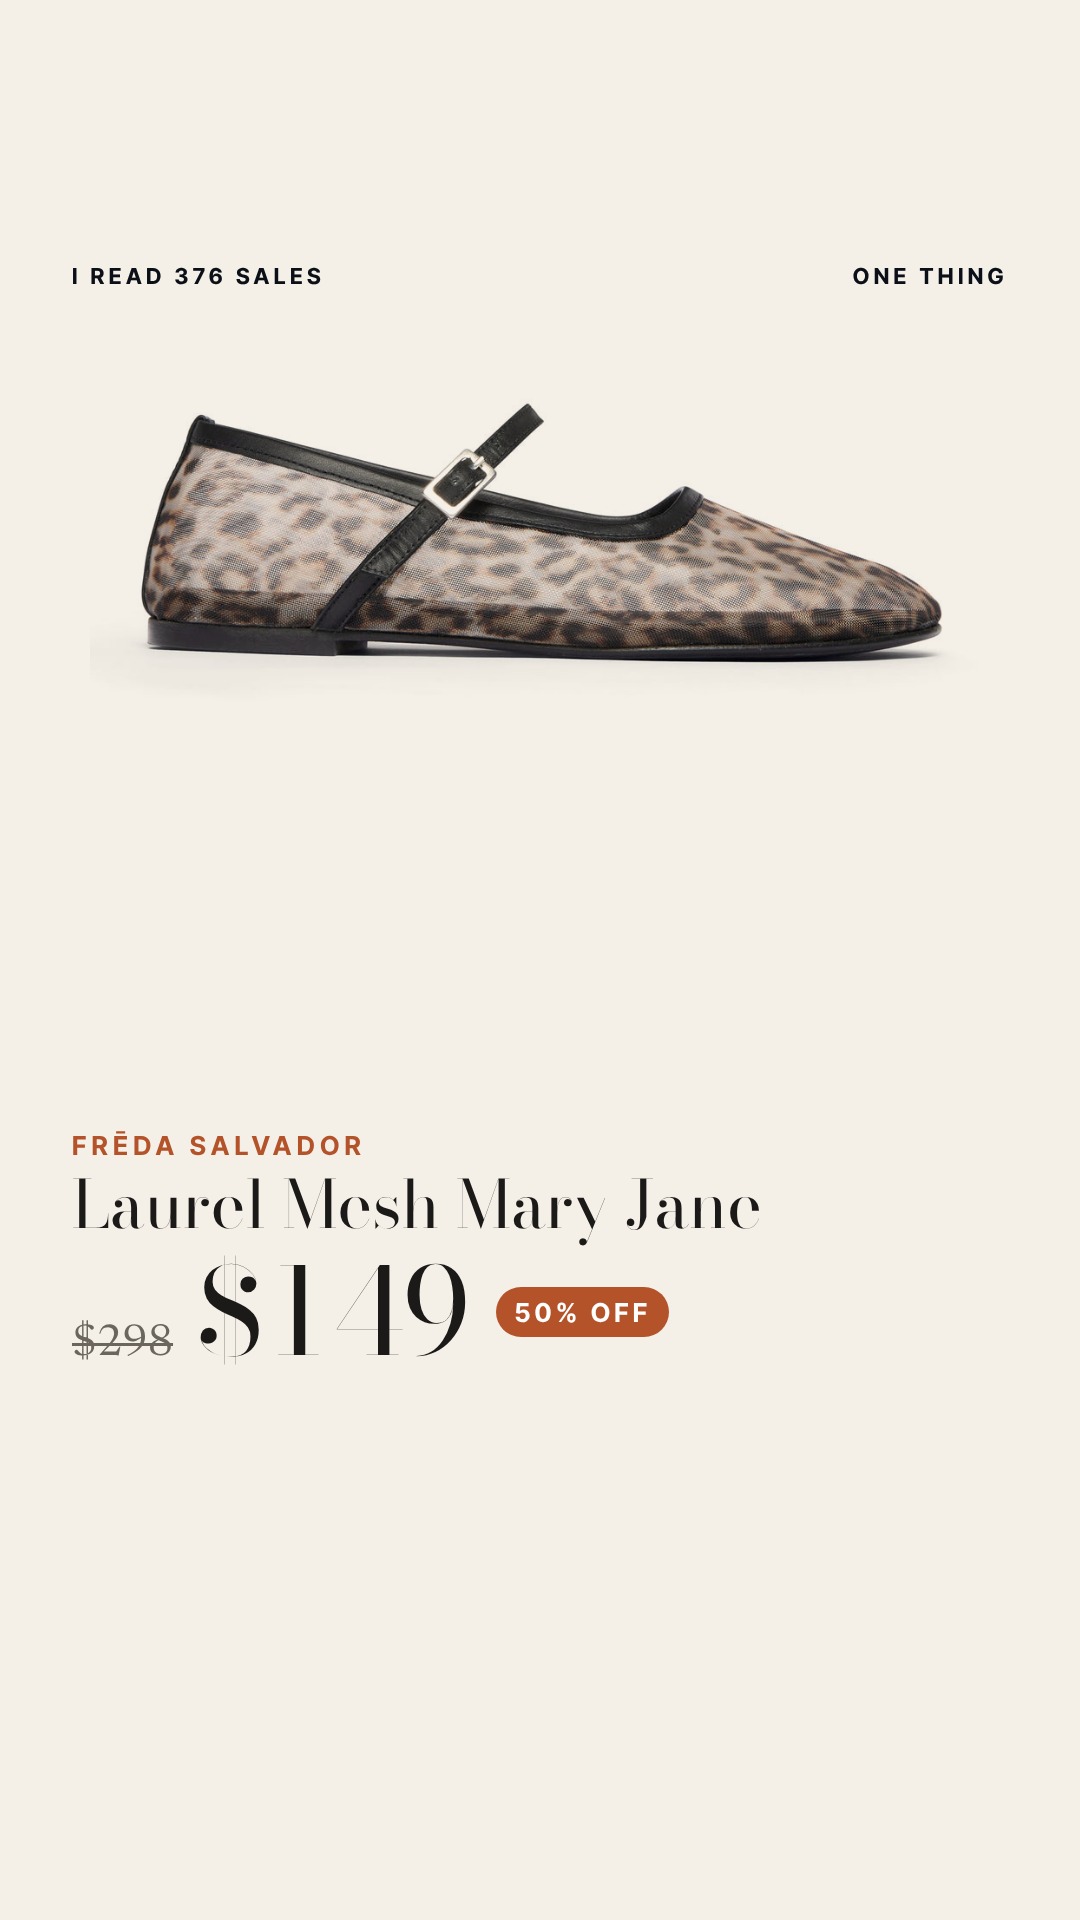 I READ 376 SALES
ONE THING
FRĒDA SALVADOR
Laurel Mesh Mary Jane
$298 $149 50% OFF